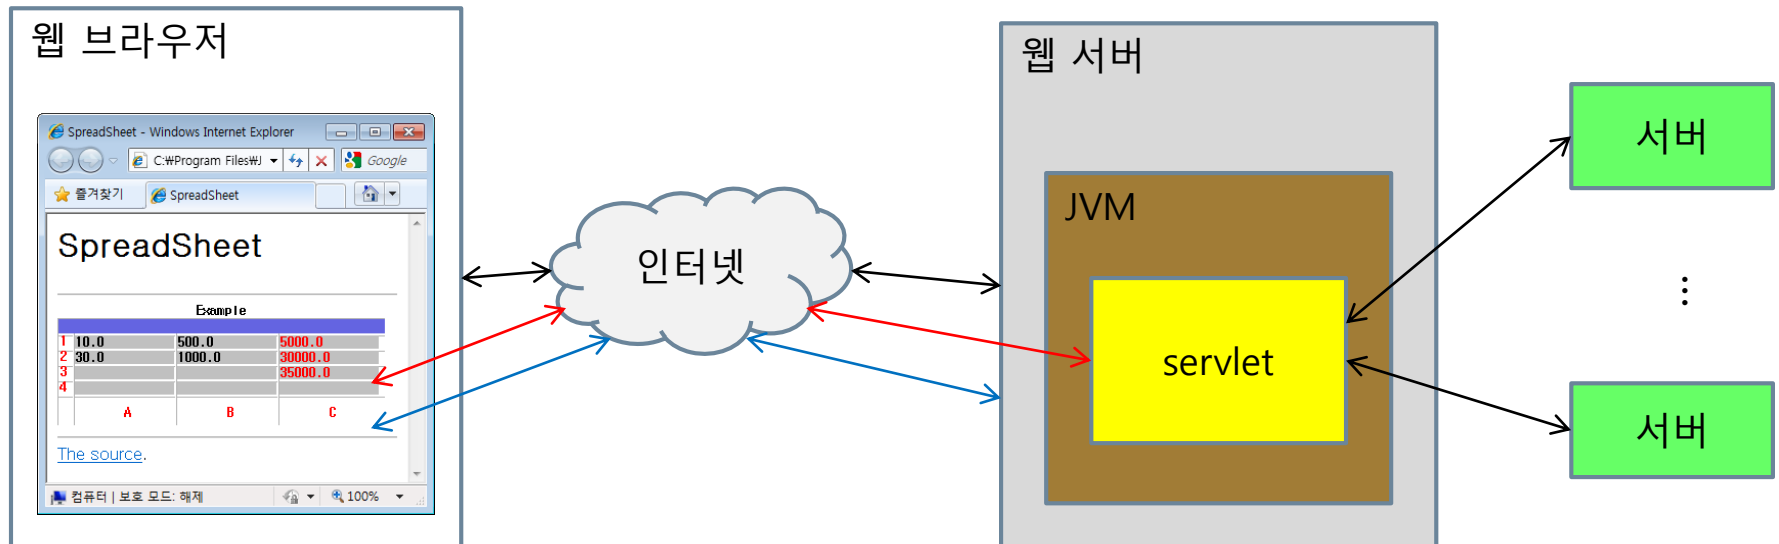 웹 브라우저
SpreadSheet - Windows Internet Explorer
C:₩Program Files₩J
Google
즐겨찾기
SpreadSheet
SpreadSheet
Example
1 10.0 500.0 5000.0
2 30.0 1000.0 30000.0
3 35000.0
4
A B C
The source.
컴퓨터 | 보호 모드: 해제
100%
인터넷
웹 서버
JVM
servlet
서버
⋮
서버